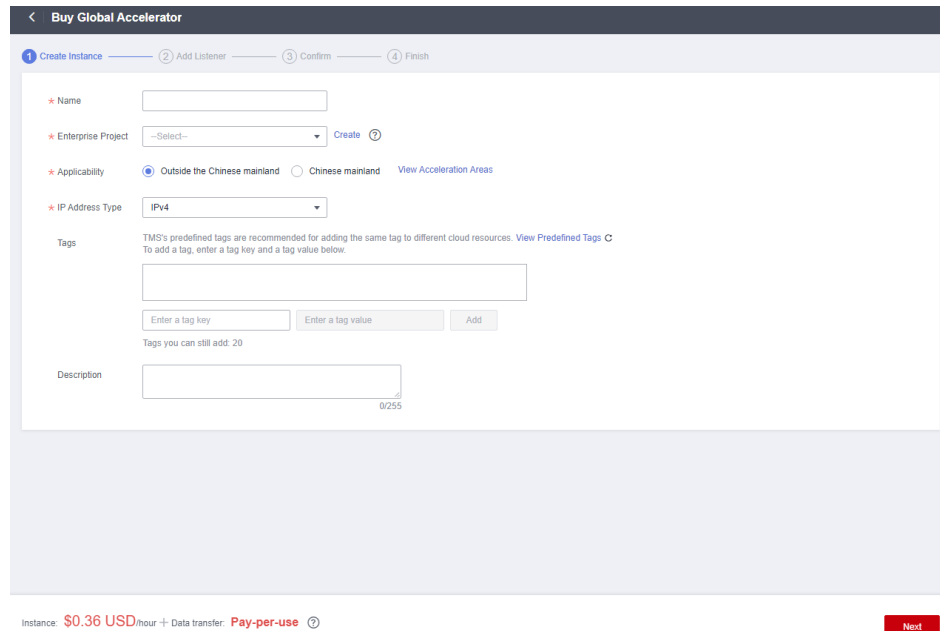 Buy Global Accelerator
1 Create Instance 2 Add Listener 3 Confirm 4 Finish
* Name
* Enterprise Project --Select-- Create ?
* Applicability Outside the Chinese mainland Chinese mainland View Acceleration Areas
* IP Address Type IPv4
Tags TMS's predefined tags are recommended for adding the same tag to different cloud resources. View Predefined Tags
To add a tag, enter a tag key and a tag value below.
Enter a tag key Enter a tag value Add
Tags you can still add: 20
Description
0/255
Instance: $0.36 USD/hour + Data transfer: Pay-per-use ? Next